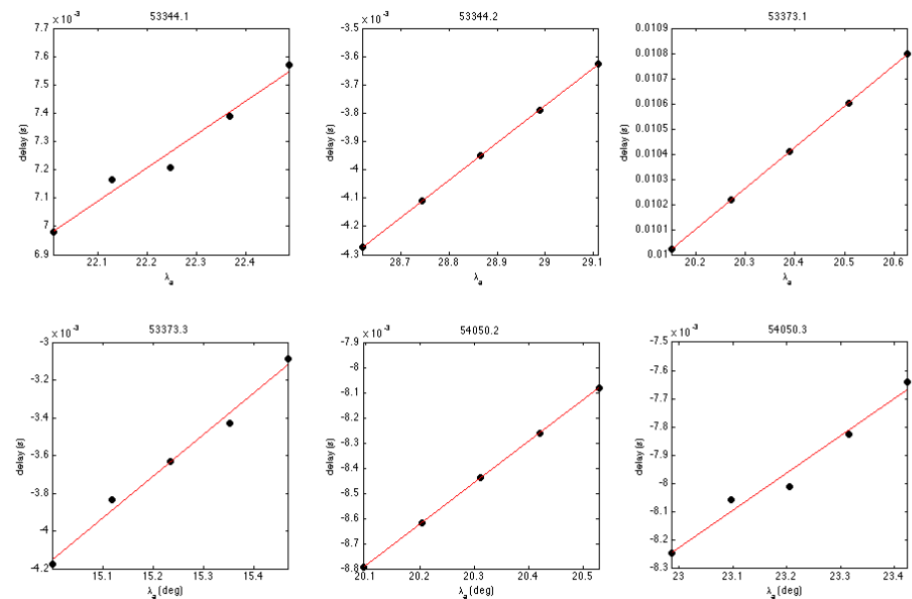 53344.1
x 10⁻³
7.7
7.6
7.5
7.4
7.3
7.2
7.1
7
6.9
delay (s)
22.1 22.2 22.3 22.4
λa
53344.2
x 10⁻³
-3.5
-3.6
-3.7
-3.8
-3.9
-4
-4.1
-4.2
-4.3
delay (s)
28.7 28.8 28.9 29 29.1
λa
53373.1
0.0109
0.0108
0.0107
0.0106
0.0105
0.0104
0.0103
0.0102
0.0101
0.01
delay (s)
20.2 20.3 20.4 20.5 20.6
λa
53373.3
x 10⁻³
-3
-3.2
-3.4
-3.6
-3.8
-4
-4.2
delay (s)
15.1 15.2 15.3 15.4
λa [deg]
54050.2
x 10⁻³
-7.9
-8
-8.1
-8.2
-8.3
-8.4
-8.5
-8.6
-8.7
-8.8
delay (s)
20.1 20.2 20.3 20.4 20.5
λa [deg]
54050.3
x 10⁻³
-7.5
-7.6
-7.7
-7.8
-7.9
-8
-8.1
-8.2
-8.3
delay (s)
23 23.1 23.2 23.3 23.4
λa [deg]